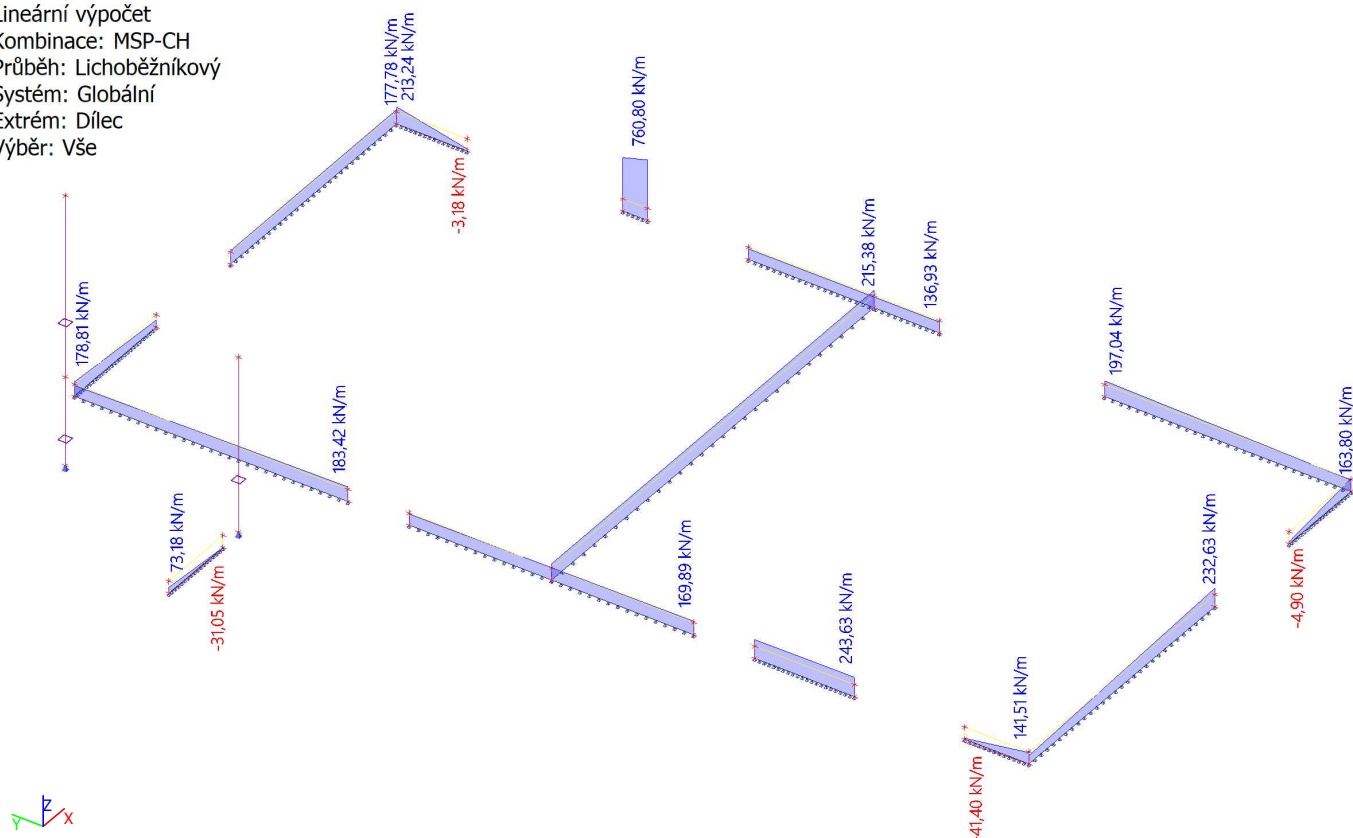 Lineární výpočet
Kombinace: MSP-CH
Průběh: Lichoběžníkový
Systém: Globální
Extrém: Dílec
Výběr: Vše
177,78 kN/m
213,24 kN/m
-3,18 kN/m
760,80 kN/m
215,38 kN/m
136,93 kN/m
178,81 kN/m
197,04 kN/m
183,42 kN/m
163,80 kN/m
73,18 kN/m
-31,05 kN/m
169,89 kN/m
232,63 kN/m
-4,90 kN/m
243,63 kN/m
141,51 kN/m
-41,40 kN/m
Z
Y
X